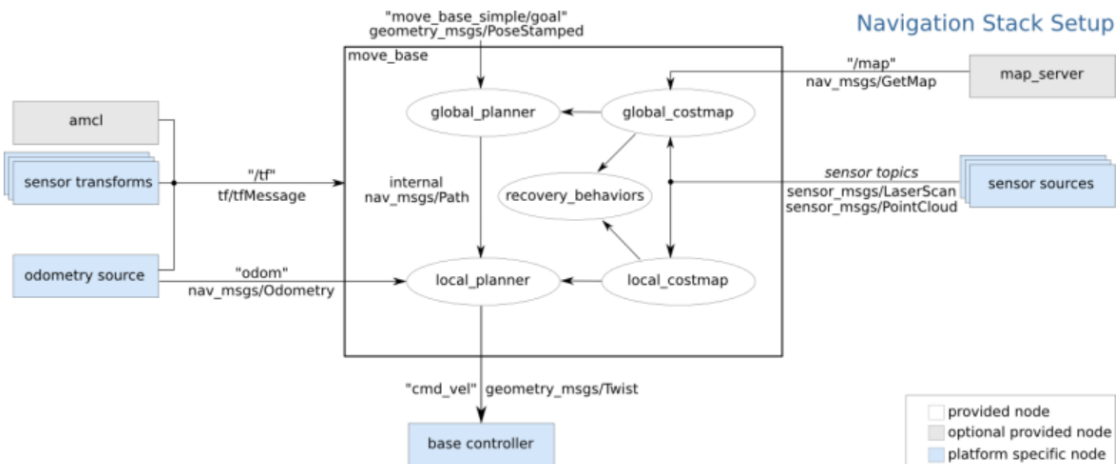 "move_base_simple/goal"
geometry_msgs/PoseStamped
Navigation Stack Setup
move_base
"/map"
nav_msgs/GetMap
map_server
amcl
global_planner
global_costmap
sensor transforms
"/tf"
tf/tfMessage
internal
nav_msgs/Path
recovery_behaviors
sensor topics
sensor_msgs/LaserScan
sensor_msgs/PointCloud
sensor sources
odometry source
"odom"
nav_msgs/Odometry
local_planner
local_costmap
"cmd_vel" geometry_msgs/Twist
base controller
provided node
optional provided node
platform specific node